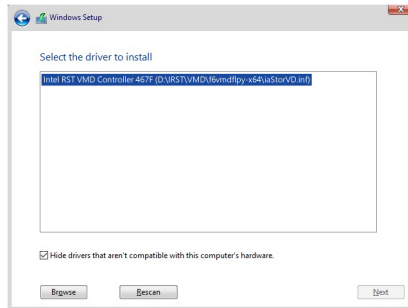 Windows Setup
Select the driver to install
Intel RST VMD Controller 467F (D:\IRST\VMD\f6vmdflpy-x64\iaStorVD.inf)
Hide drivers that aren't compatible with this computer's hardware.
Browse
Rescan
Next